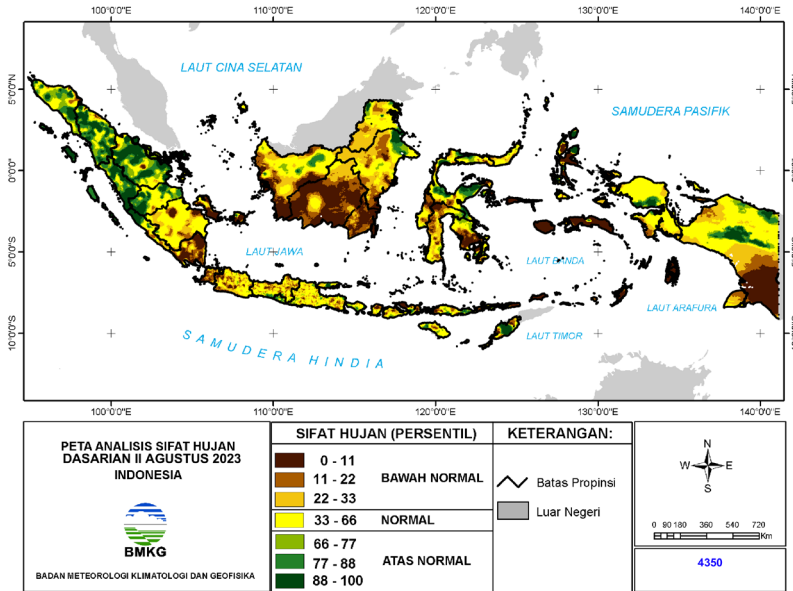 100°0'0"E 110°0'0"E 120°0'0"E 130°0'0"E 140°0'0"E
LAUT CINA SELATAN
SAMUDERA PASIFIK
5°0'0"N
0°0'0"
5°0'0"S
10°0'0"S
LAUT JAWA
LAUT BANDA
LAUT ARAFURA
LAUT TIMOR
SAMUDERA HINDIA
100°0'0"E 110°0'0"E 120°0'0"E 130°0'0"E 140°0'0"E
PETA ANALISIS SIFAT HUJAN
DASARIAN II AGUSTUS 2023
INDONESIA
BMKG
BADAN METEOROLOGI KLIMATOLOGI DAN GEOFISIKA
SIFAT HUJAN (PERSENTIL)
0 - 11
11 - 22
22 - 33
BAWAH NORMAL
33 - 66
NORMAL
66 - 77
77 - 88
88 - 100
ATAS NORMAL
KETERANGAN:
Batas Propinsi
Luar Negeri
N
W E
S
0 90 180 360 540 720
Km
4350